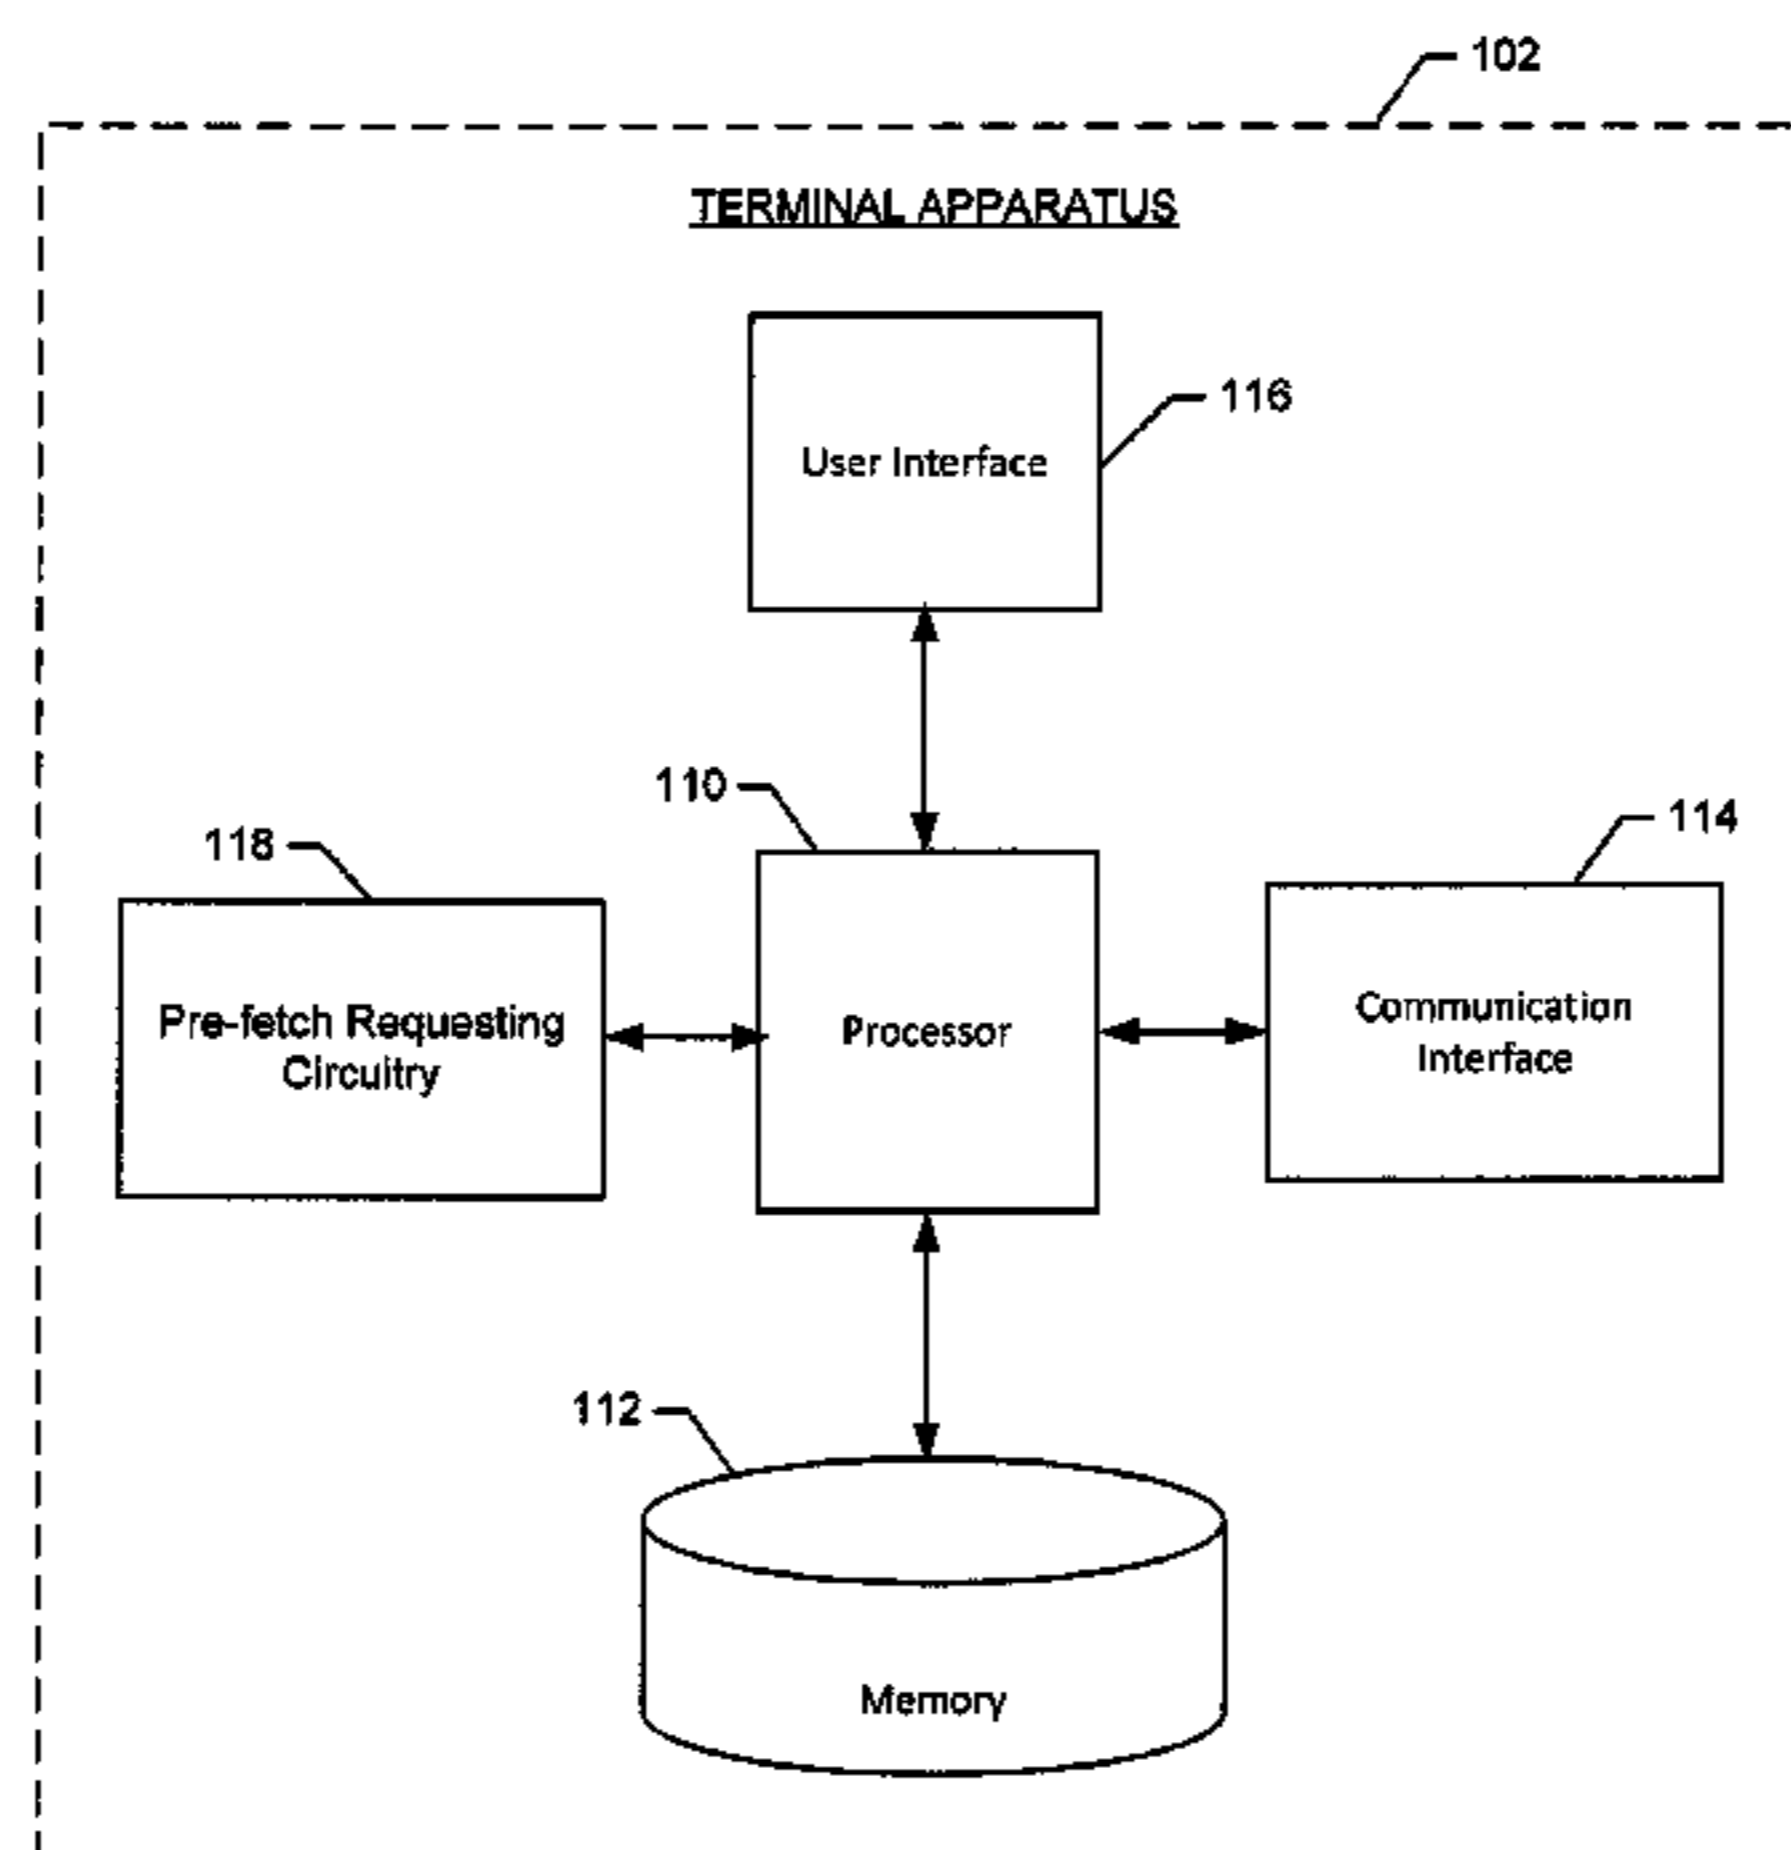 102
TERMINAL APPARATUS
116
User Interface
110
114
118
Pre-fetch Requesting
Circuitry
Processor
Communication
Interface
112
Memory